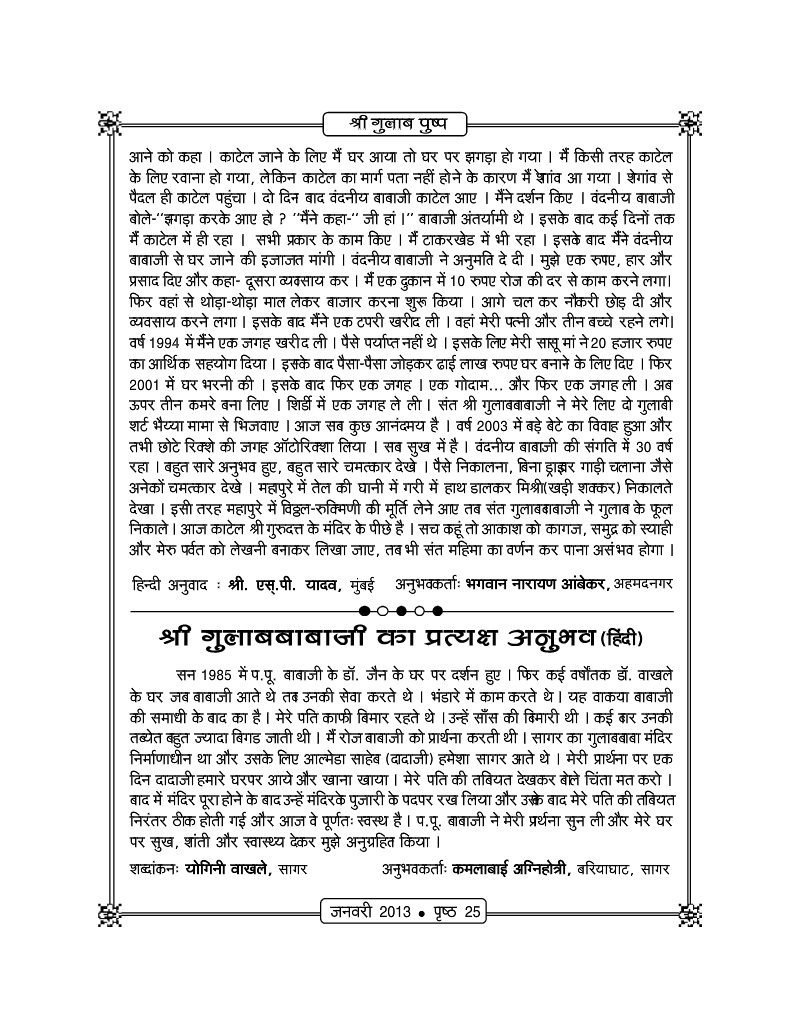 श्री गुलाब पुष्प
आने को कहा । काटेल जाने के लिए मैं घर आया तो घर पर झगड़ा हो गया । मैं किसी तरह काटेल
के लिए रवाना हो गया, लेकिन काटेल का मार्ग पता नहीं होने के कारण मैं शेगांव आ गया । शेगांव से
पैदल ही काटेल पहुंचा । दो दिन बाद वंदनीय बाबाजी काटेल आए । मैंने दर्शन किए । वंदनीय बाबाजी
बोले-‘‘झगड़ा करके आए हो ? ’’मैंने कहा-‘‘ जी हां ।’’ बाबाजी अंतर्यामी थे । इसके बाद कई दिनों तक
मैं काटेल में ही रहा । सभी प्रकार के काम किए । मैं टाकरखेड में भी रहा । इसके बाद मैंने वंदनीय
बाबाजी से घर जाने की इजाजत मांगी । वंदनीय बाबाजी ने अनुमति दे दी । मुझे एक रुपए, हार और
प्रसाद दिए और कहा- दूसरा व्यवसाय कर । मैं एक दुकान में 10 रुपए रोज की दर से काम करने लगा।
फिर वहां से थोड़ा-थोड़ा माल लेकर बाजार करना शुरू किया । आगे चल कर नौकरी छोड़ दी और
व्यवसाय करने लगा । इसके बाद मैंने एक टपरी खरीद ली । वहां मेरी पत्नी और तीन बच्चे रहने लगे।
वर्ष 1994 में मैंने एक जगह खरीद ली । पैसे पर्याप्त नहीं थे । इसके लिए मेरी सासू मां ने 20 हजार रुपए
का आर्थिक सहयोग दिया । इसके बाद पैसा-पैसा जोड़कर ढाई लाख रुपए घर बनाने के लिए दिए । फिर
2001 में घर भरनी की । इसके बाद फिर एक जगह । एक गोदाम... और फिर एक जगह ली । अब
ऊपर तीन कमरे बना लिए । शिर्डी में एक जगह ले ली । संत श्री गुलाबबाबाजी ने मेरे लिए दो गुलाबी
शर्ट भैय्या मामा से भिजवाए । आज सब कुछ आनंदमय है । वर्ष 2003 में बड़े बेटे का विवाह हुआ और
तभी छोटे रिक्शे की जगह ऑटोरिक्शा लिया । सब सुख में है । वंदनीय बाबाजी की संगति में 30 वर्ष
रहा । बहुत सारे अनुभव हुए, बहुत सारे चमत्कार देखे । पैसे निकालना, बिना ड्राइवर गाड़ी चलाना जैसे
अनेकों चमत्कार देखे । महापुरे में तेल की घानी में गरी में हाथ डालकर मिश्री(खड़ी शक्कर) निकालते
देखा । इसी तरह महापुरे में विठ्ठल-रुक्मिणी की मूर्ति लेने आए तब संत गुलाबबाबाजी ने गुलाब के फूल
निकाले । आज काटेल श्री गुरुदत्त के मंदिर के पीछे है । सच कहूं तो आकाश को कागज, समुद्र को स्याही
और मेरु पर्वत को लेखनी बनाकर लिखा जाए, तब भी संत महिमा का वर्णन कर पाना असंभव होगा ।
हिन्दी अनुवाद : श्री. एस्.पी. यादव, मुंबई अनुभवकर्ताः भगवान नारायण आंबेकर, अहमदनगर
श्री गुलाबबाबाजी का प्रत्यक्ष अनुभव (हिंदी)
सन 1985 में प.पू. बाबाजी के डॉ. जैन के घर पर दर्शन हुए । फिर कई वर्षोंतक डॉ. वाखले
के घर जब बाबाजी आते थे तब उनकी सेवा करते थे । भंडारे में काम करते थे । यह वाकया बाबाजी
की समाधी के बाद का है । मेरे पति काफी बिमार रहते थे । उन्हें साँस की बिमारी थी । कई बार उनकी
तब्येत बहुत ज्यादा बिगड जाती थी । मैं रोज बाबाजी को प्रार्थना करती थी । सागर का गुलाबबाबा मंदिर
निर्माणाधीन था और उसके लिए आल्मेडा साहेब (दादाजी) हमेशा सागर आते थे । मेरी प्रार्थना पर एक
दिन दादाजी हमारे घरपर आये और खाना खाया । मेरे पति की तबियत देखकर बोले चिंता मत करो ।
बाद में मंदिर पूरा होने के बाद उन्हें मंदिरके पुजारी के पदपर रख लिया और उसके बाद मेरे पति की तबियत
निरंतर ठीक होती गई और आज वे पूर्णतः स्वस्थ है । प.पू. बाबाजी ने मेरी प्रर्थना सुन ली और मेरे घर
पर सुख, शांती और स्वास्थ्य देकर मुझे अनुग्रहित किया ।
शब्दांकनः योगिनी वाखले, सागर अनुभवकर्ताः कमलाबाई अग्निहोत्री, बरियाघाट, सागर
जनवरी 2013 ● पृष्ठ 25